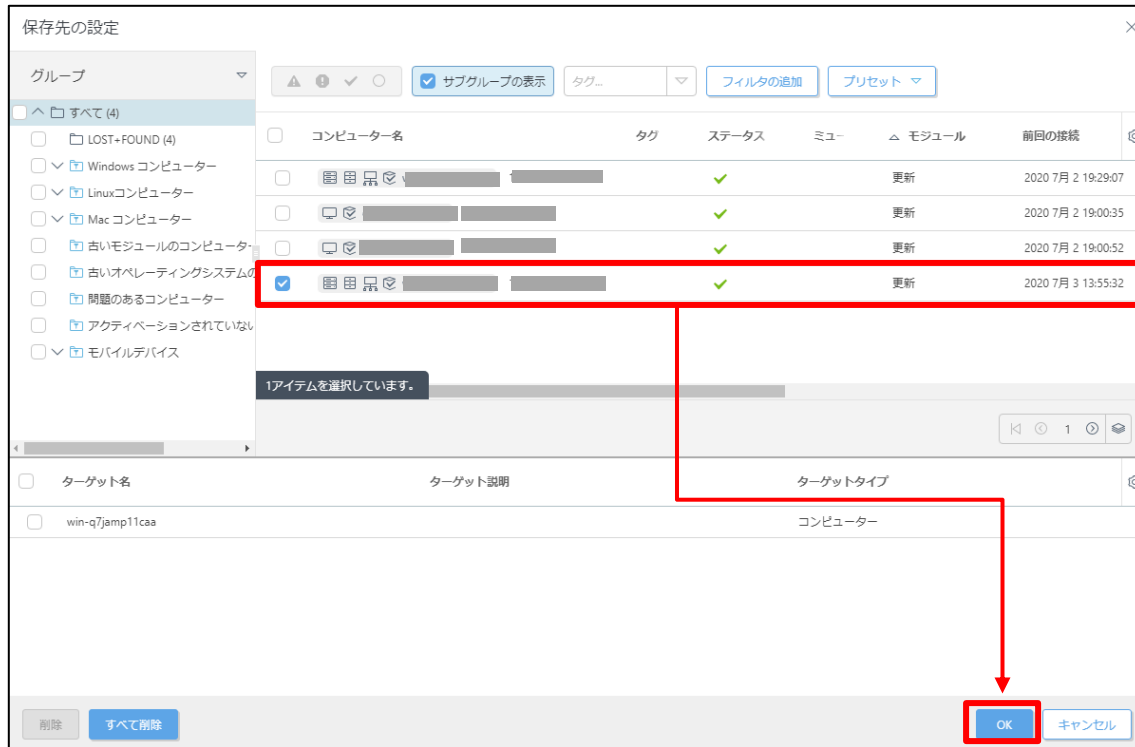 保存先の設定
グループ
サブグループの表示
タグ...
フィルタの追加
プリセット
すべて (4)
LOST+FOUND (4)
Windows コンピューター
Linuxコンピューター
Mac コンピューター
古いモジュールのコンピュータ
古いオペレーティングシステムの
問題のあるコンピューター
アクティベーションされていない
モバイルデバイス
コンピューター名 タグ ステータス ミュー モジュール 前回の接続
更新 2020 7月 2 19:29:07
更新 2020 7月 2 19:00:35
更新 2020 7月 2 19:00:52
更新 2020 7月 3 13:55:32
1アイテムを選択しています。
1
ターゲット名 ターゲット説明 ターゲットタイプ
win-q7jamp11caa コンピューター
削除
すべて削除
OK
キャンセル